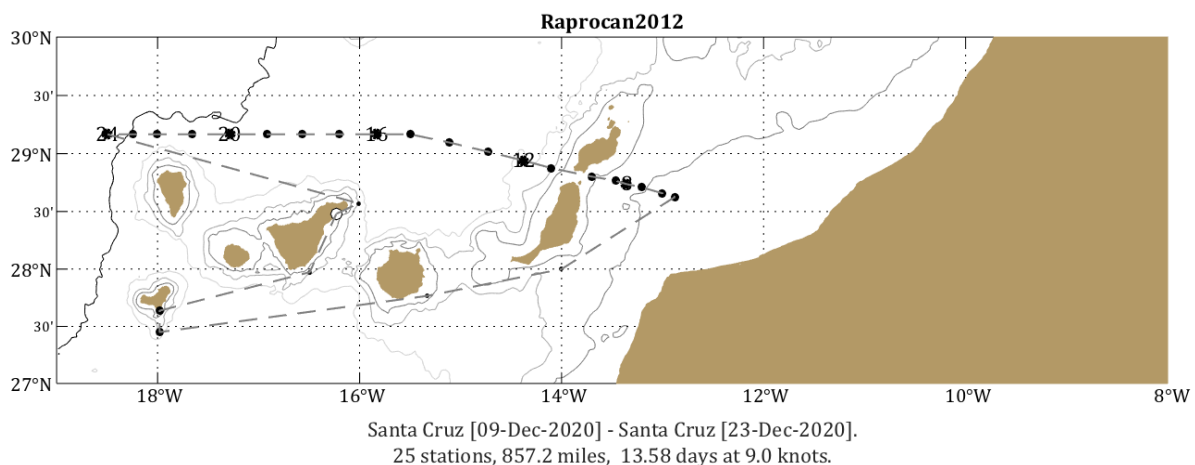 Raprocan2012
30°N
30'
29°N
30'
28°N
30'
27°N
24
20
16
12
8
18°W
16°W
14°W
12°W
10°W
8°W
Santa Cruz [09-Dec-2020] - Santa Cruz [23-Dec-2020].
25 stations, 857.2 miles,  13.58 days at 9.0 knots.